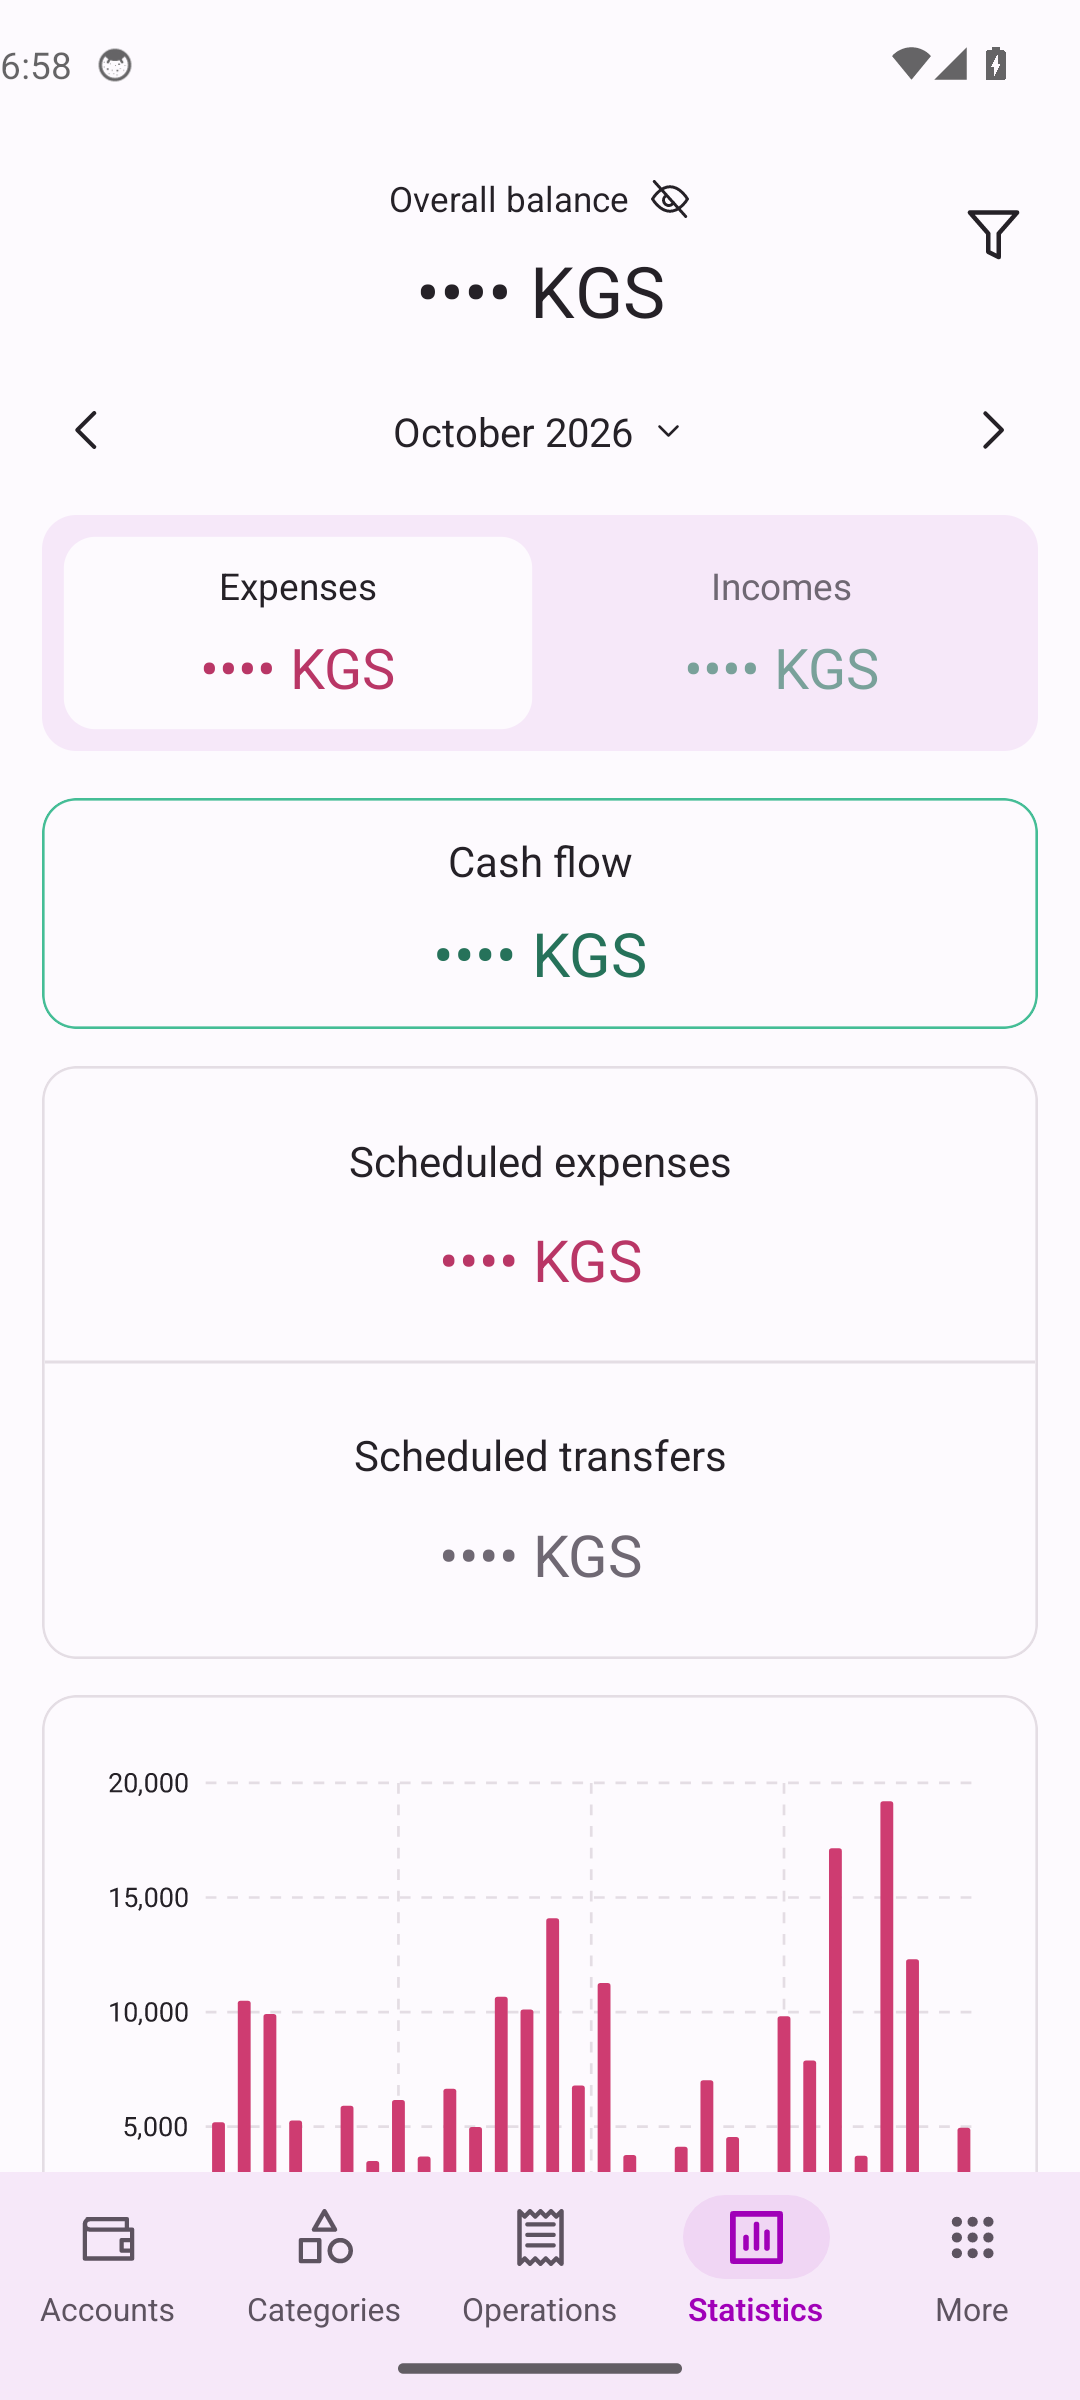 6:58
Overall balance
•••• KGS
October 2026
Expenses
•••• KGS
Incomes
•••• KGS
Cash flow
•••• KGS
Scheduled expenses
•••• KGS
Scheduled transfers
•••• KGS
20,000
15,000
10,000
5,000
Accounts
Categories
Operations
Statistics
More